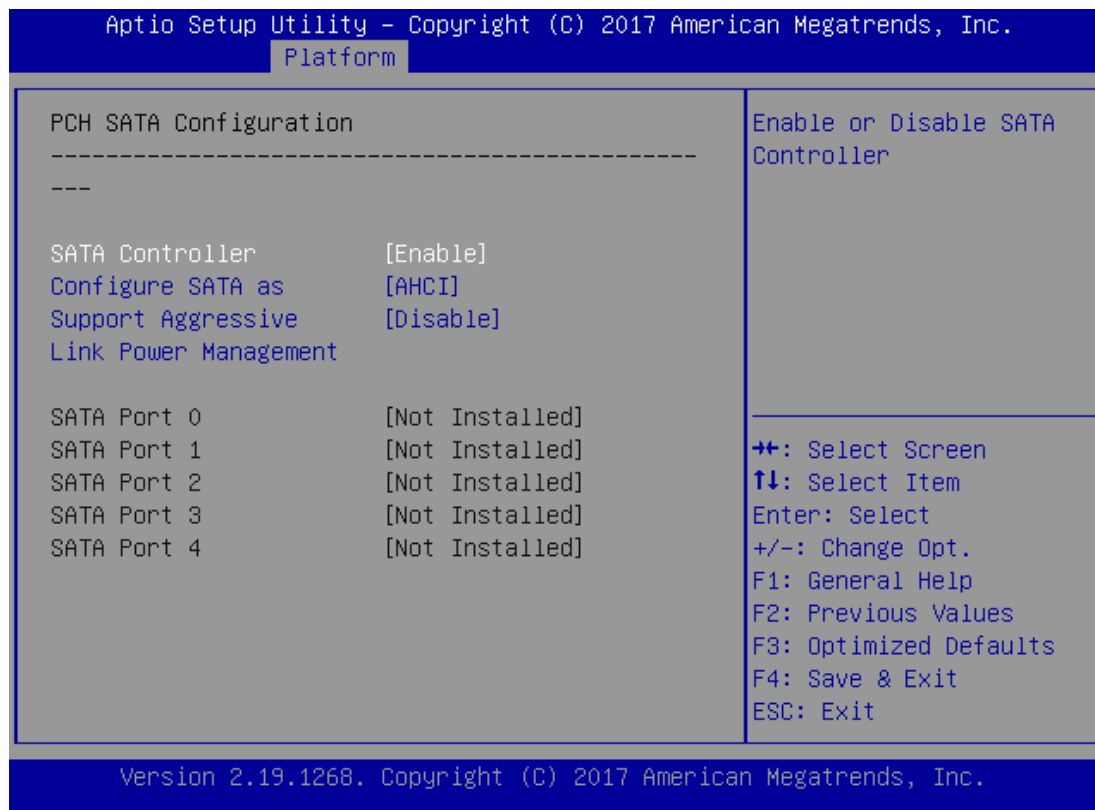 Aptio Setup Utility – Copyright (C) 2017 American Megatrends, Inc.
Platform
PCH SATA Configuration
-----------------------------------------------
---
SATA Controller [Enable]
Configure SATA as [AHCI]
Support Aggressive [Disable]
Link Power Management
SATA Port 0 [Not Installed]
SATA Port 1 [Not Installed]
SATA Port 2 [Not Installed]
SATA Port 3 [Not Installed]
SATA Port 4 [Not Installed]
Enable or Disable SATA
Controller
→←: Select Screen
↑↓: Select Item
Enter: Select
+/-: Change Opt.
F1: General Help
F2: Previous Values
F3: Optimized Defaults
F4: Save & Exit
ESC: Exit
Version 2.19.1268. Copyright (C) 2017 American Megatrends, Inc.